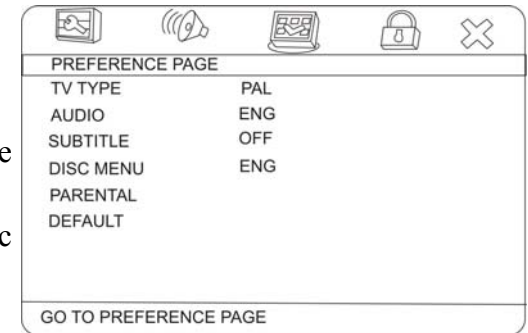 PREFERENCE PAGE
TV TYPE PAL
AUDIO ENG
SUBTITLE OFF
e
DISC MENU ENG
PARENTAL
DEFAULT
c
GO TO PREFERENCE PAGE